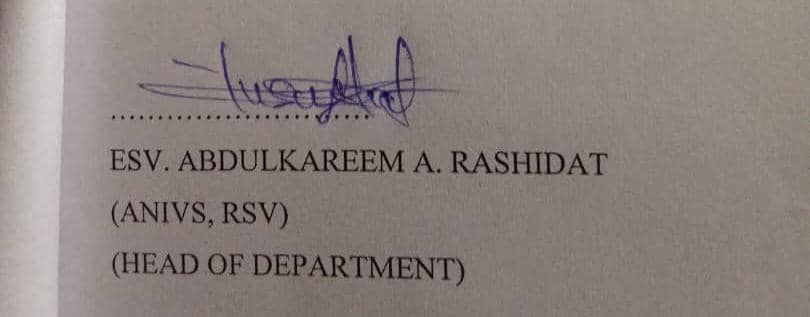 ....................................
ESV. ABDULKAREEM A. RASHIDAT
(ANIVS, RSV)
(HEAD OF DEPARTMENT)